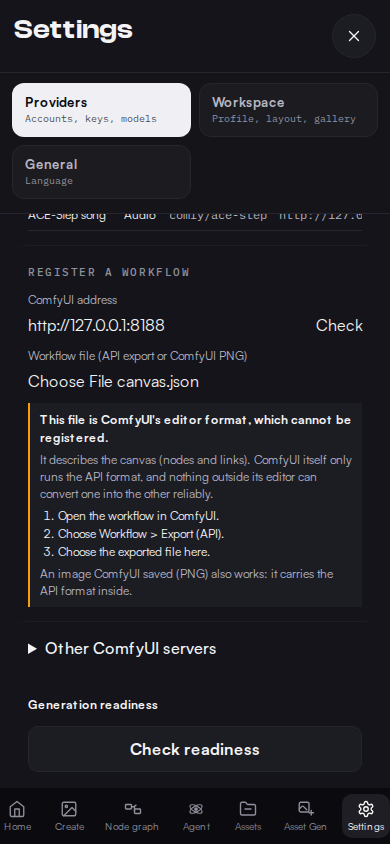 Settings
Providers
Accounts, keys, models
Workspace
Profile, layout, gallery
General
Language
ACE-Step song Audio comfy/ace-step http://127.0
REGISTER A WORKFLOW
ComfyUI address
http://127.0.0.1:8188 Check
Workflow file (API export or ComfyUI PNG)
Choose File canvas.json
This file is ComfyUI's editor format, which cannot be
registered.
It describes the canvas (nodes and links). ComfyUI itself only
runs the API format, and nothing outside its editor can
convert one into the other reliably.
1. Open the workflow in ComfyUI.
2. Choose Workflow > Export (API).
3. Choose the exported file here.
An image ComfyUI saved (PNG) also works: it carries the
API format inside.
Other ComfyUI servers
Generation readiness
Check readiness
Home Create Node graph Agent Assets Asset Gen Settings